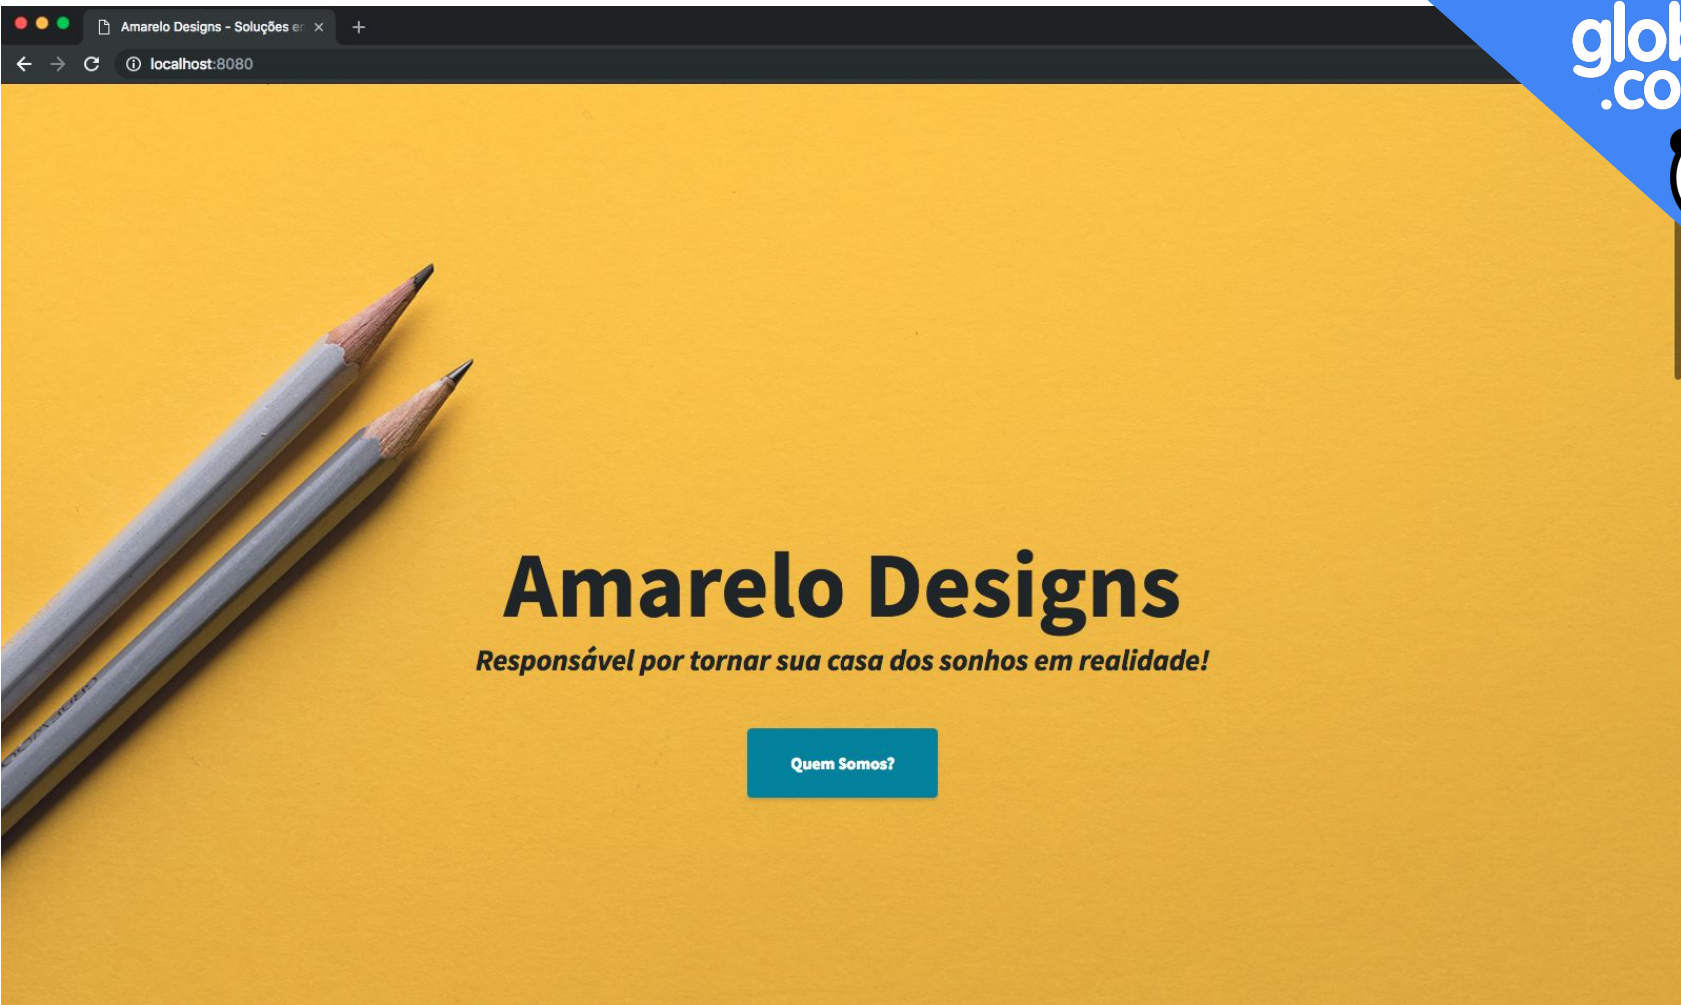 Amarelo Designs - Soluções
localhost:8080
Amarelo Designs
Responsável por tornar sua casa dos sonhos em realidade!
Quem Somos?